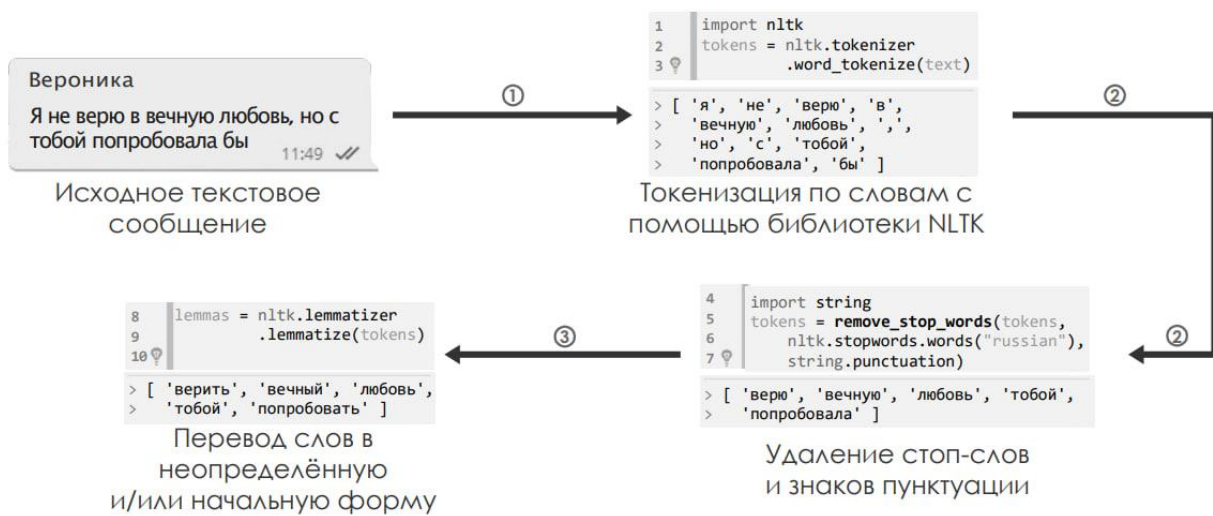 Вероника
Я не верю в вечную любовь, но с
тобой попробовала бы
11:49
Исходное текстовое
сообщение
①
1 import nltk
2 tokens = nltk.tokenizer
3 .word_tokenize(text)
> [ 'я', 'не', 'верю', 'в',
> 'вечную', 'любовь', ',',
> 'но', 'с', 'тобой',
> 'попробовала', 'бы' ]
Токенизация по словам с
помощью библиотеки NLTK
②
②
4 import string
5 tokens = remove_stop_words(tokens,
6 nltk.stopwords.words("russian"),
7 string.punctuation)
> [ 'верю', 'вечную', 'любовь', 'тобой',
> 'попробовала' ]
Удаление стоп-слов
и знаков пунктуации
③
8 lemmas = nltk.lemmatizer
9 .lemmatize(tokens)
10
> [ 'верить', 'вечный', 'любовь',
> 'тобой', 'попробовать' ]
Перевод слов в
неопределённую
и/или начальную форму